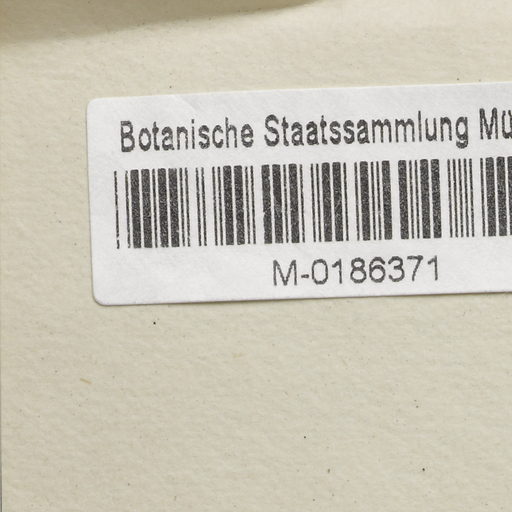 Botanische Staatssammlung Mü
M-0186371